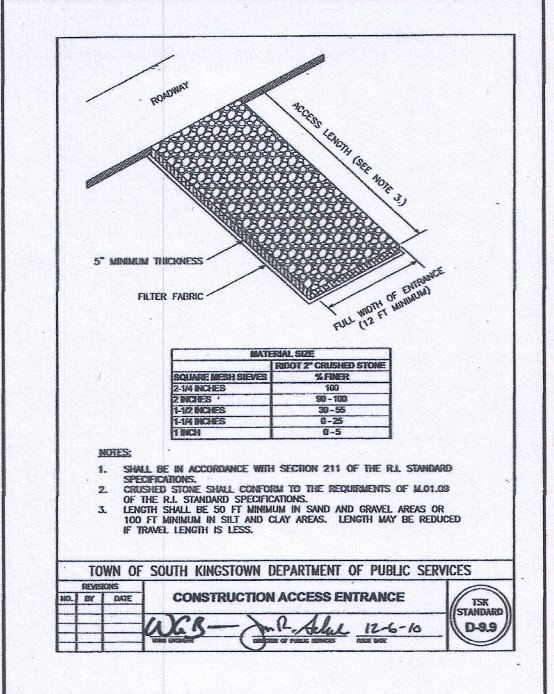 ROADWAY
ACCESS LENGTH (SEE NOTE 3.)
5" MINIMUM THICKNESS
FILTER FABRIC
FULL WIDTH OF ENTRANCE
(12 FT MINIMUM)
MATERIAL SIZE
RIDOT 2" CRUSHED STONE
SQUARE MESH SIEVES % FINER
2-1/4 INCHES 100
2 INCHES 90 - 100
1-1/2 INCHES 30 - 55
1-1/4 INCHES 0 - 25
1 INCH 0 - 5
NOTES:
1. SHALL BE IN ACCORDANCE WITH SECTION 211 OF THE R.I. STANDARD
SPECIFICATIONS.
2. CRUSHED STONE SHALL CONFORM TO THE REQUIRMENTS OF M.01.09
OF THE R.I. STANDARD SPECIFICATIONS.
3. LENGTH SHALL BE 50 FT MINIMUM IN SAND AND GRAVEL AREAS OR
100 FT MINIMUM IN SILT AND CLAY AREAS. LENGTH MAY BE REDUCED
IF TRAVEL LENGTH IS LESS.
TOWN OF SOUTH KINGSTOWN DEPARTMENT OF PUBLIC SERVICES
REVISIONS
NO. BY DATE
CONSTRUCTION ACCESS ENTRANCE
12-6-10
TOWN ENGINEER DIRECTOR OF PUBLIC SERVICES ISSUE DATE
TSK
STANDARD
D-9.9